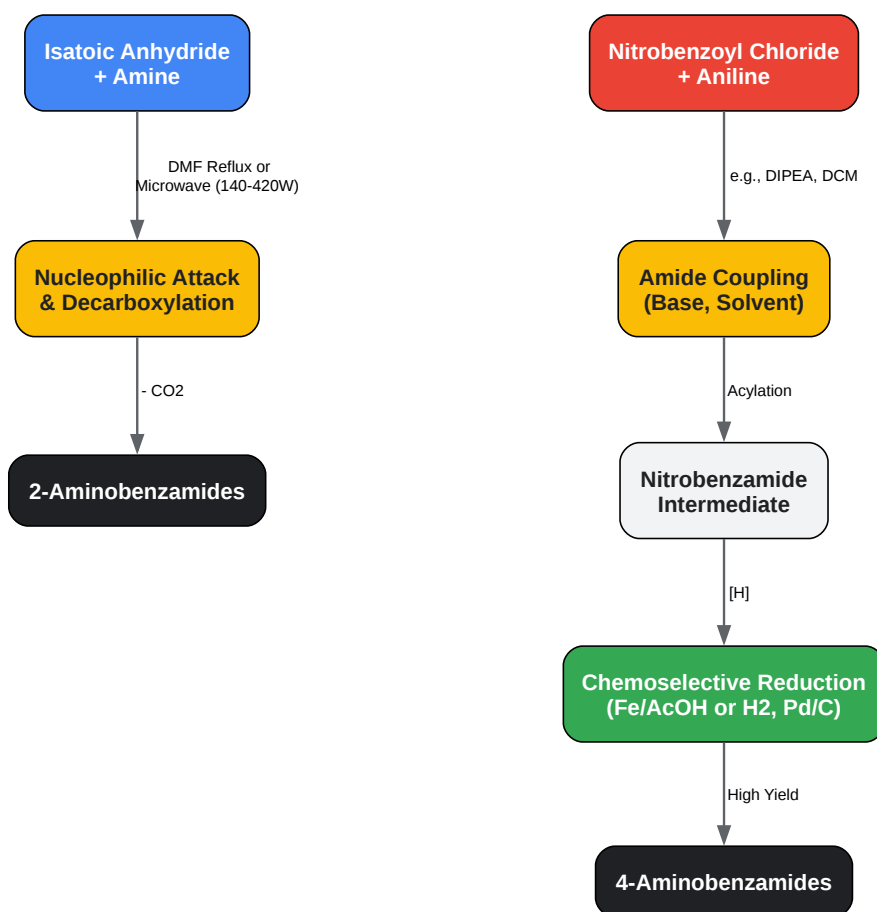 Isatoic Anhydride
+ Amine
DMF Reflux or
Microwave (140-420W)
Nucleophilic Attack
& Decarboxylation
- CO2
2-Aminobenzamides
Nitrobenzoyl Chloride
+ Aniline
e.g., DIPEA, DCM
Amide Coupling
(Base, Solvent)
Acylation
Nitrobenzamide
Intermediate
[H]
Chemoselective Reduction
(Fe/AcOH or H2, Pd/C)
High Yield
4-Aminobenzamides